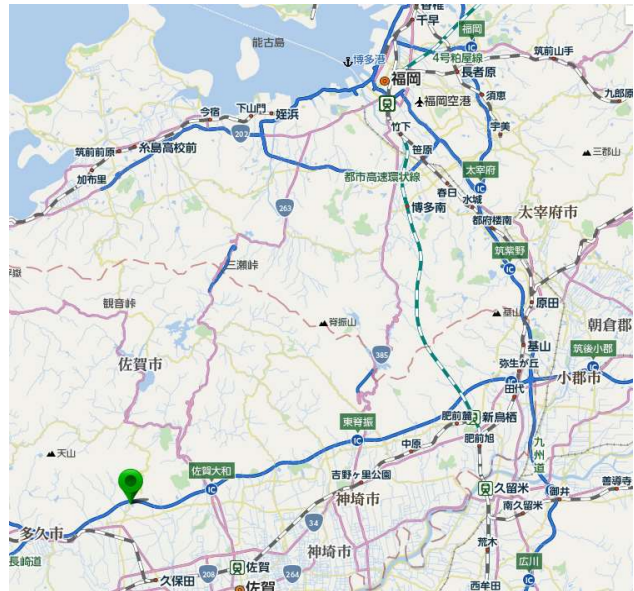 香椎
千早
能古島
博多港
福岡
4号粕屋線
筑前山手
長者原
福岡
須恵
九郎原
今宿
下山門
姪浜
福岡空港
202
竹下
宇美
筑前前原
糸島高校前
笹原
三郡山
加布里
都市高速環状線
太宰府
IC
春日
水城
博多南
263
都府楼南
太宰府市
筑紫野
IC
三瀬峠
観音峠
原田
朝倉郡
脊振山
基山
385
基山
佐賀市
弥生が丘
筑後小郡
IC
田代
小郡市
東脊振
IC
肥前麓
新鳥栖
天山
中原
肥前旭
九州道
佐賀大和
IC
吉野ヶ里公園
久留米
御井
善導寺
神埼市
南久留米
多久市
34
荒木
長崎道
神埼市
広川
IC
久保田
208
佐賀
264
佐賀
西牟田